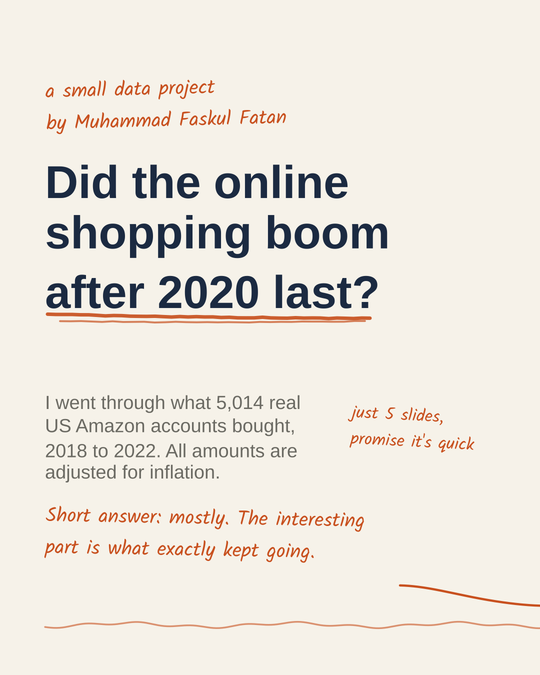 a small data project
by Muhammad Faskul Fatan
Did the online
shopping boom
after 2020 last?
I went through what 5,014 real
US Amazon accounts bought,
2018 to 2022. All amounts are
adjusted for inflation.
just 5 slides,
promise it's quick
Short answer: mostly. The interesting
part is what exactly kept going.